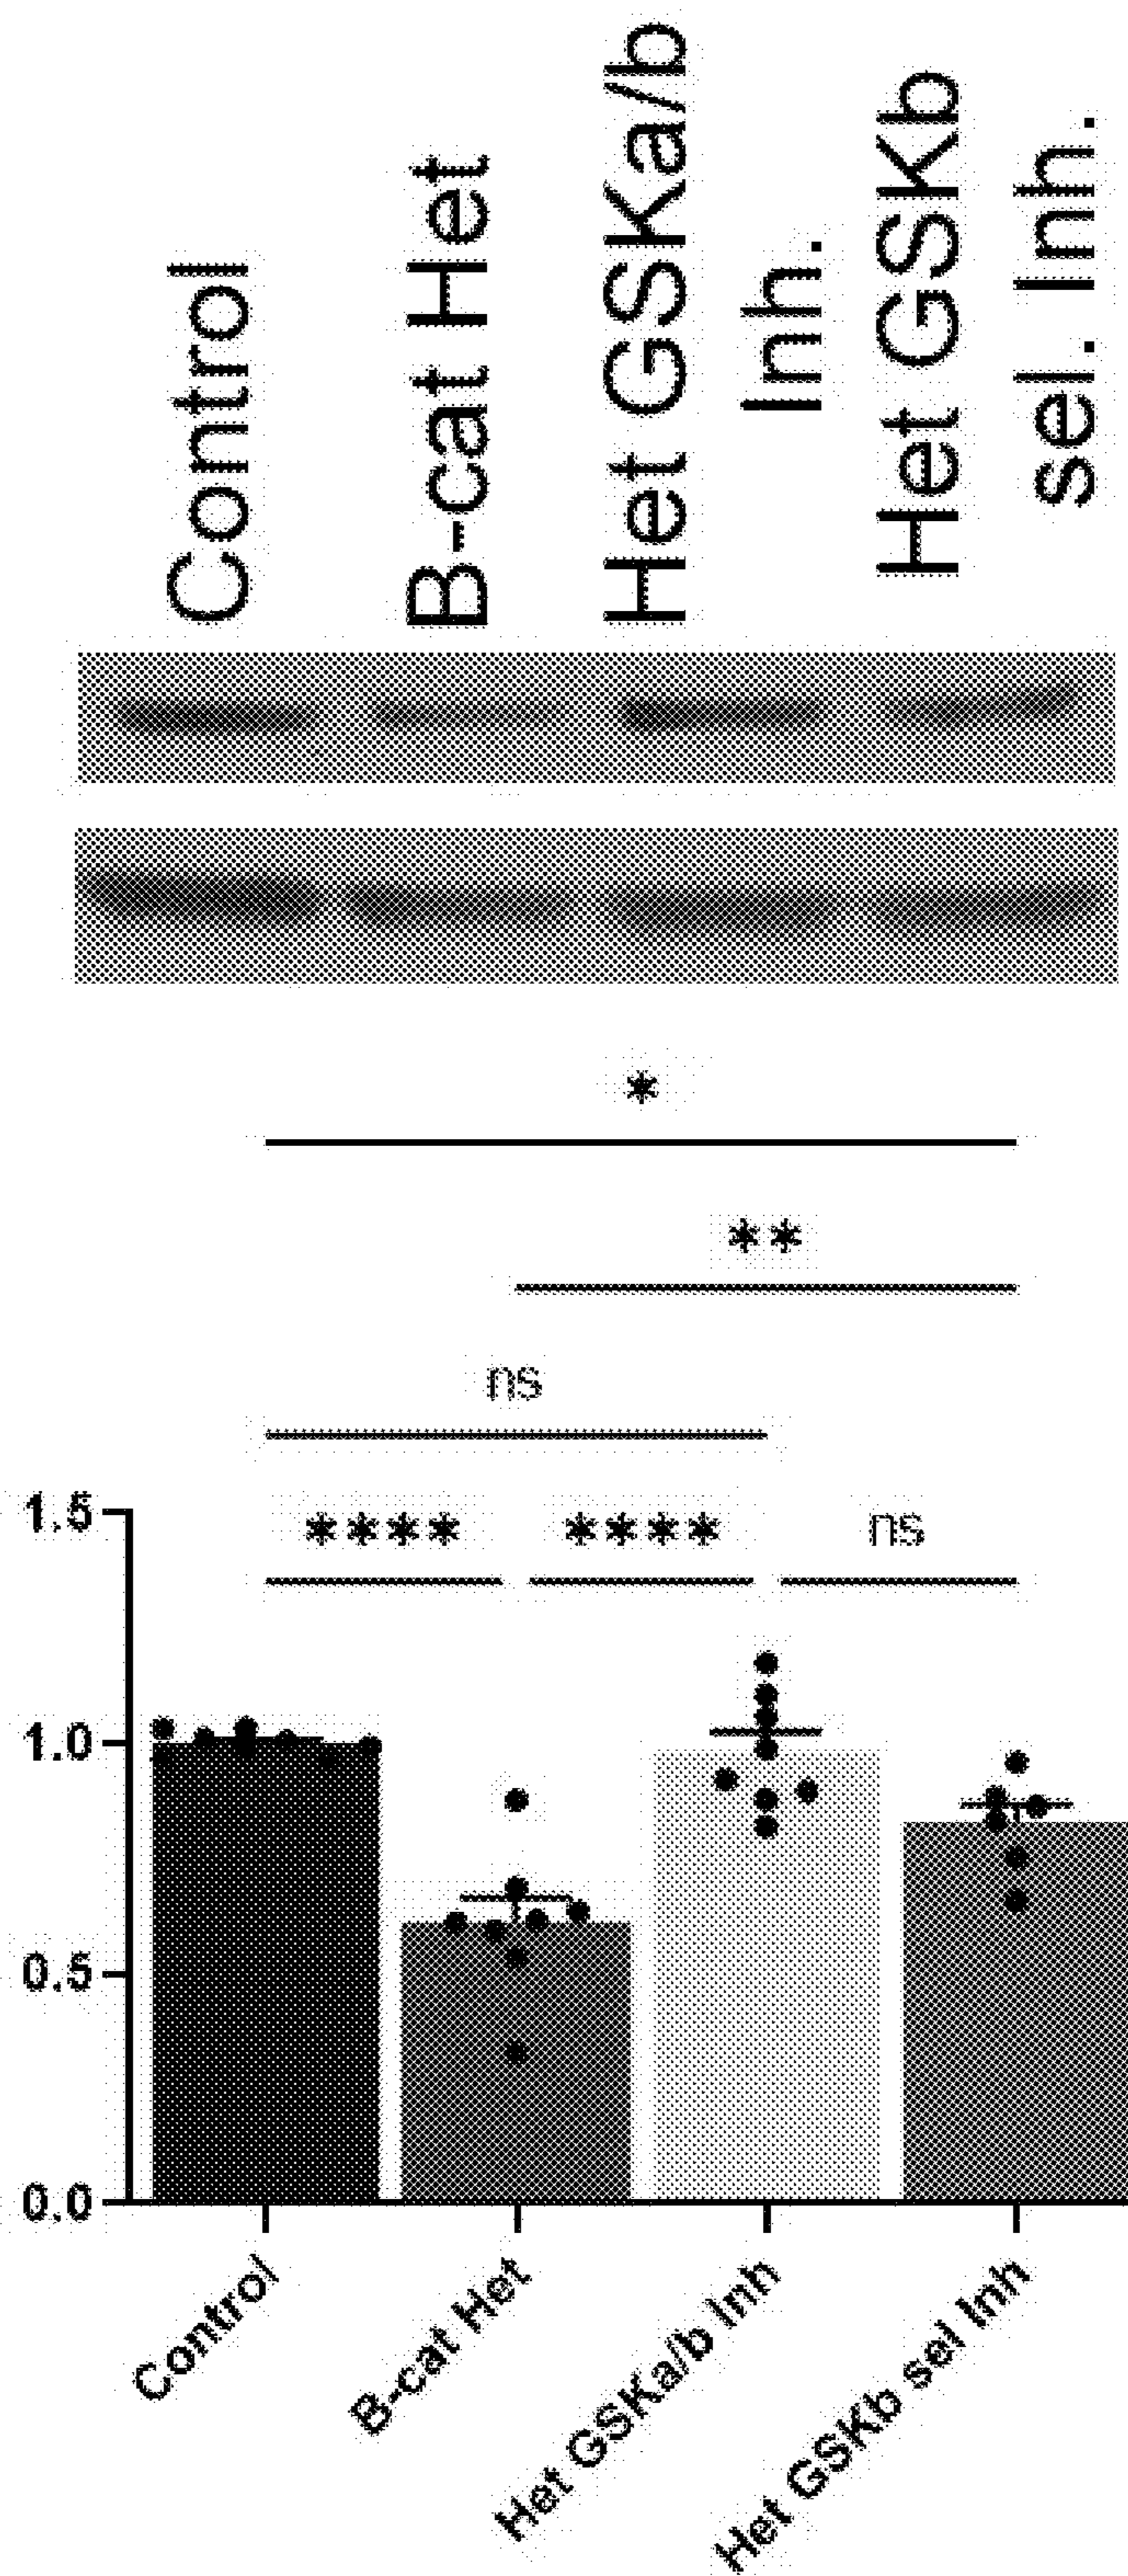 Control
B-cat Het
Het GSKa/b
Inh.
Het GSKb
sel. Inh.
*
**
ns
**** **** ns
1.5
1.0
0.5
0.0
Control
B-cat Het
Het GSKa/b Inh
Het GSKb sel Inh